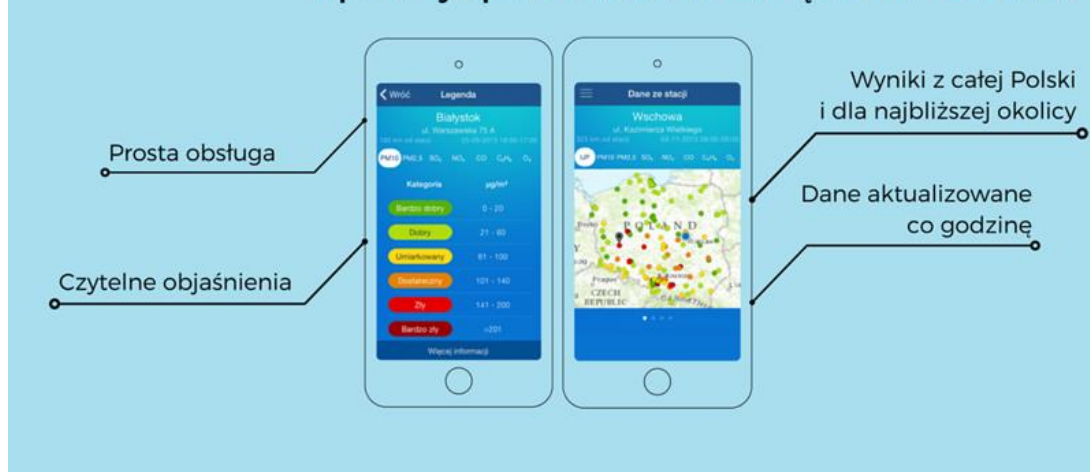 Prosta obsługa
Czytelne objaśnienia
Wróć Legenda
Białystok
ul. Warszawska 75 A
PM10 PM2,5 SO₂ NO₂ CO C₆H₆ O₃
Kategoria µg/m³
Bardzo dobry 0 - 20
Dobry 21 - 60
Umiarkowany 61 - 100
Dostateczny 101 - 140
Zły 141 - 200
Bardzo zły >201
Więcej informacji
Dane ze stacji
Wschowa
ul. Kazimierza Wielkiego
PM10 PM2,5 SO₂ NO₂ CO C₆H₆ O₃
POLAND
Prague
CZECH
REPUBLIC
Wyniki z całej Polski
i dla najbliższej okolicy
Dane aktualizowane
co godzinę